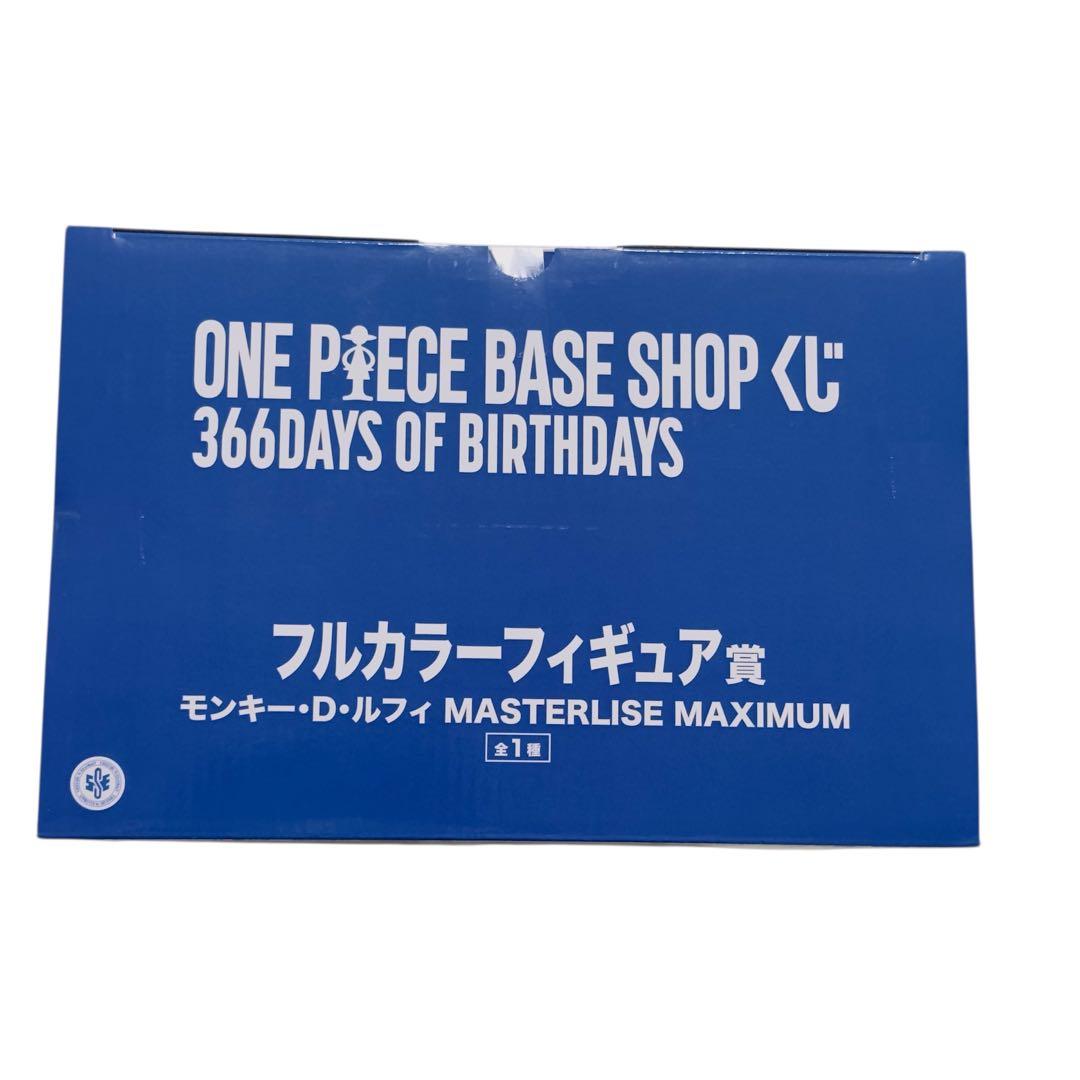 ONE PIECE BASE SHOP くじ
366DAYS OF BIRTHDAYS
フルカラーフィギュア賞
モンキー・D・ルフィ MASTERLISE MAXIMUM
全1種